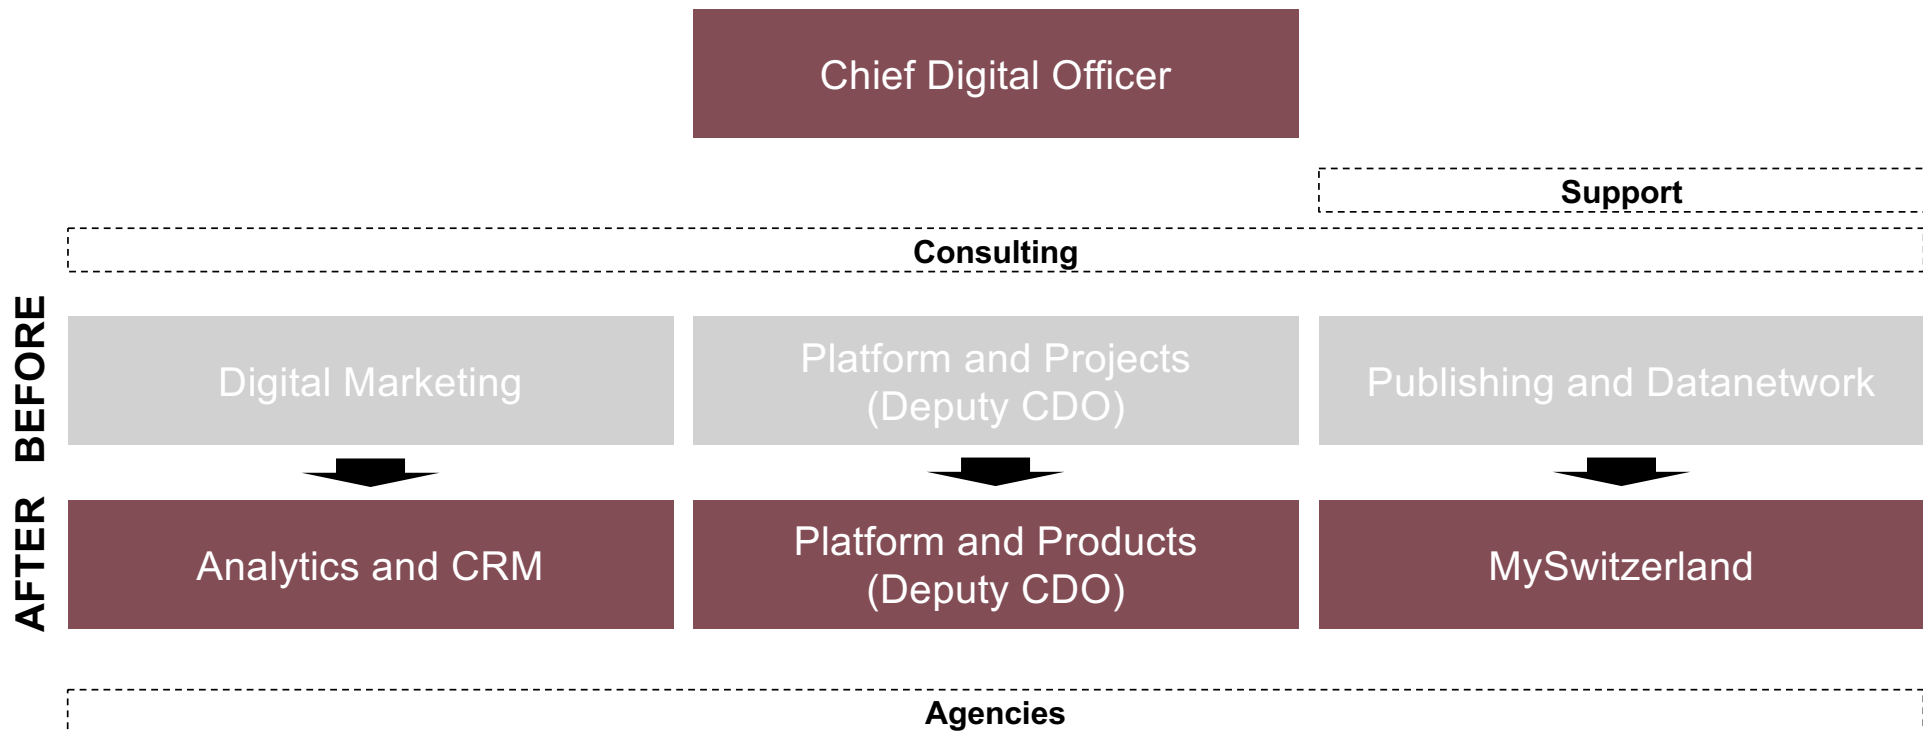 Chief Digital Officer
Support
Consulting
BEFORE
Digital Marketing
Platform and Projects
(Deputy CDO)
Publishing and Datanetwork
AFTER
Analytics and CRM
Platform and Products
(Deputy CDO)
MySwitzerland
Agencies